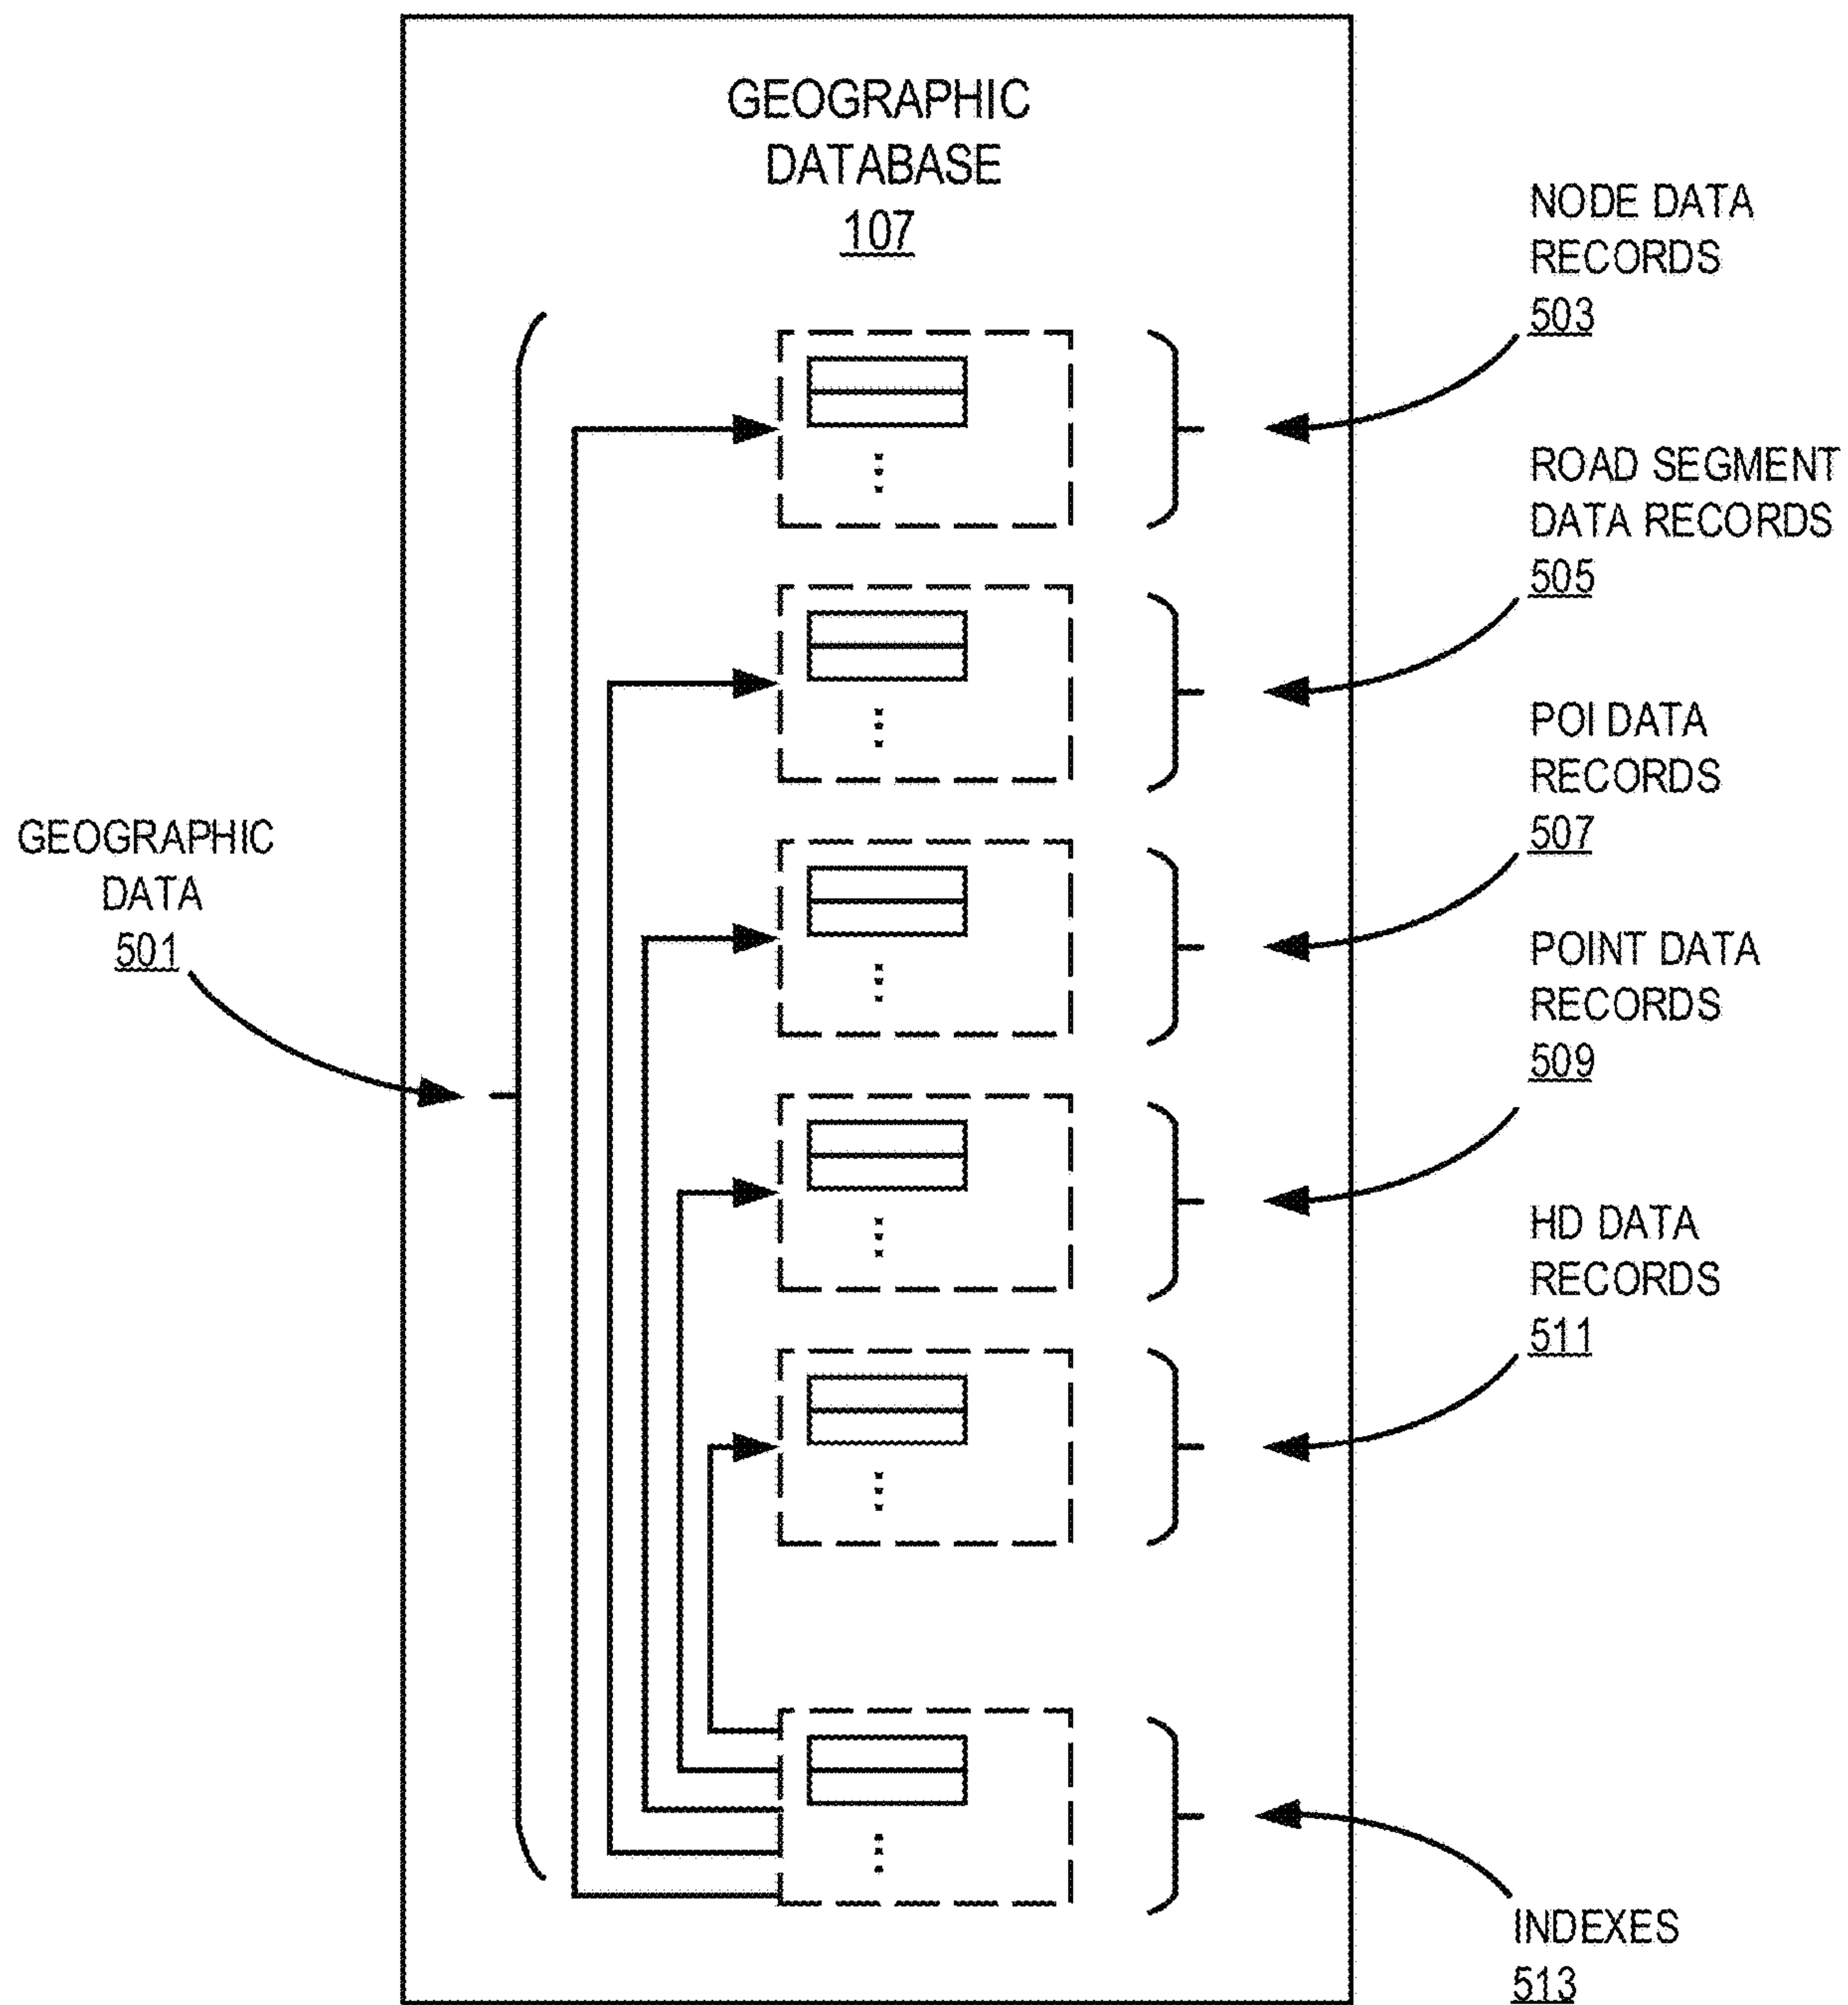 GEOGRAPHIC
DATABASE
107
NODE DATA
RECORDS
503
ROAD SEGMENT
DATA RECORDS
505
POI DATA
RECORDS
507
GEOGRAPHIC
DATA
501
POINT DATA
RECORDS
509
HD DATA
RECORDS
511
INDEXES
513